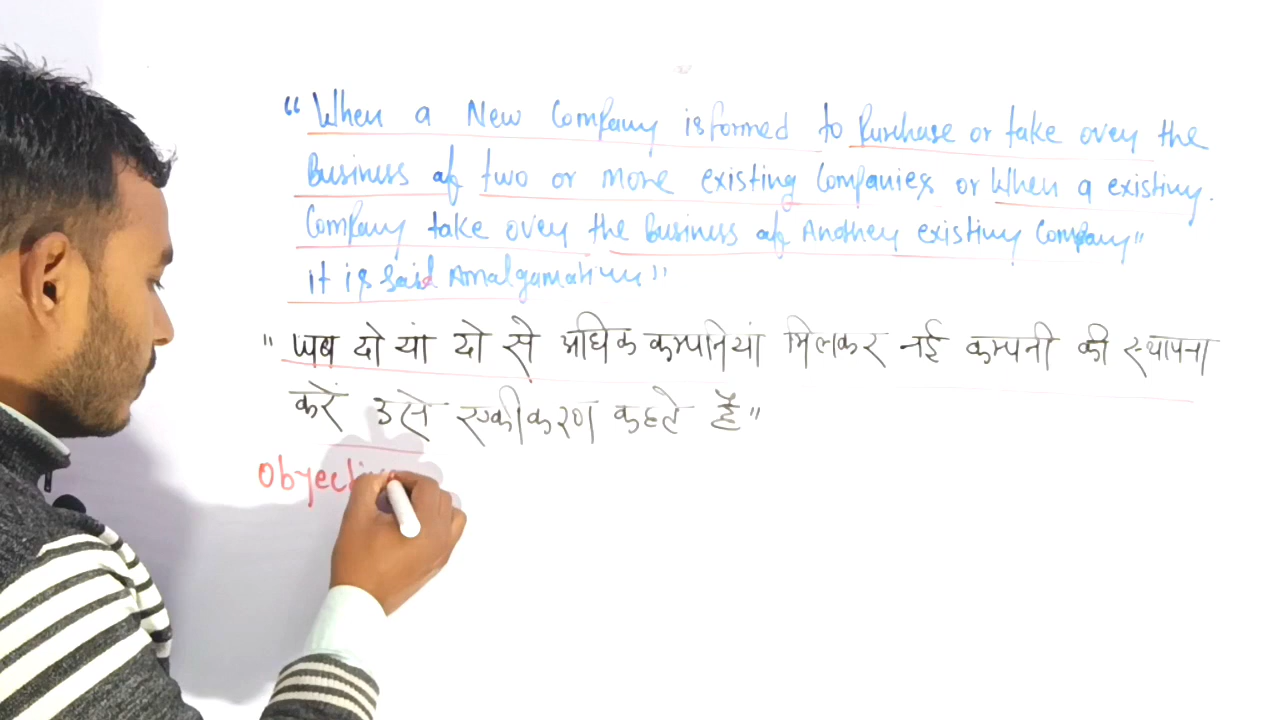 “ When a New Company is formed to Purchase or take over the
Business of two or more existing Companies or When a existing.
Company take over the Business of Another existing Company"
it is said Amalgamation"
" जब दो यां दो से अधिक कम्पनियां मिलकर नई कम्पनी की स्थापना
करें उसे एकीकरण कहते है"
Objective